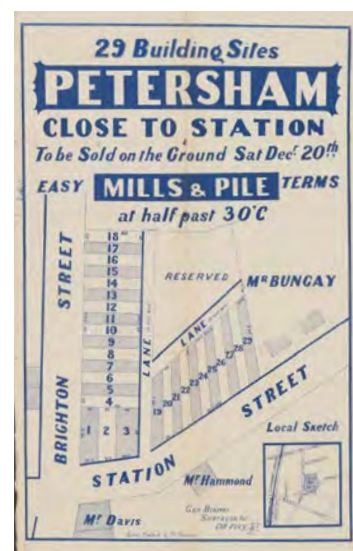 29 Building Sites
PETERSHAM
CLOSE TO STATION
To be Sold on the Ground Sat Decr. 20th
EASY MILLS & PILE TERMS
at half past 3 O'C
STREET
BRIGHTON
18
17
16
15
14
13
12
11
10
9
8
7
6
5
4
1 2 3
LANE
RESERVED
MR BUNGAY
LANE
19 20 21 22 23 24 25 26 27 28 29
STATION STREET
Local Sketch
Mr. Hammond
Mr. Davis